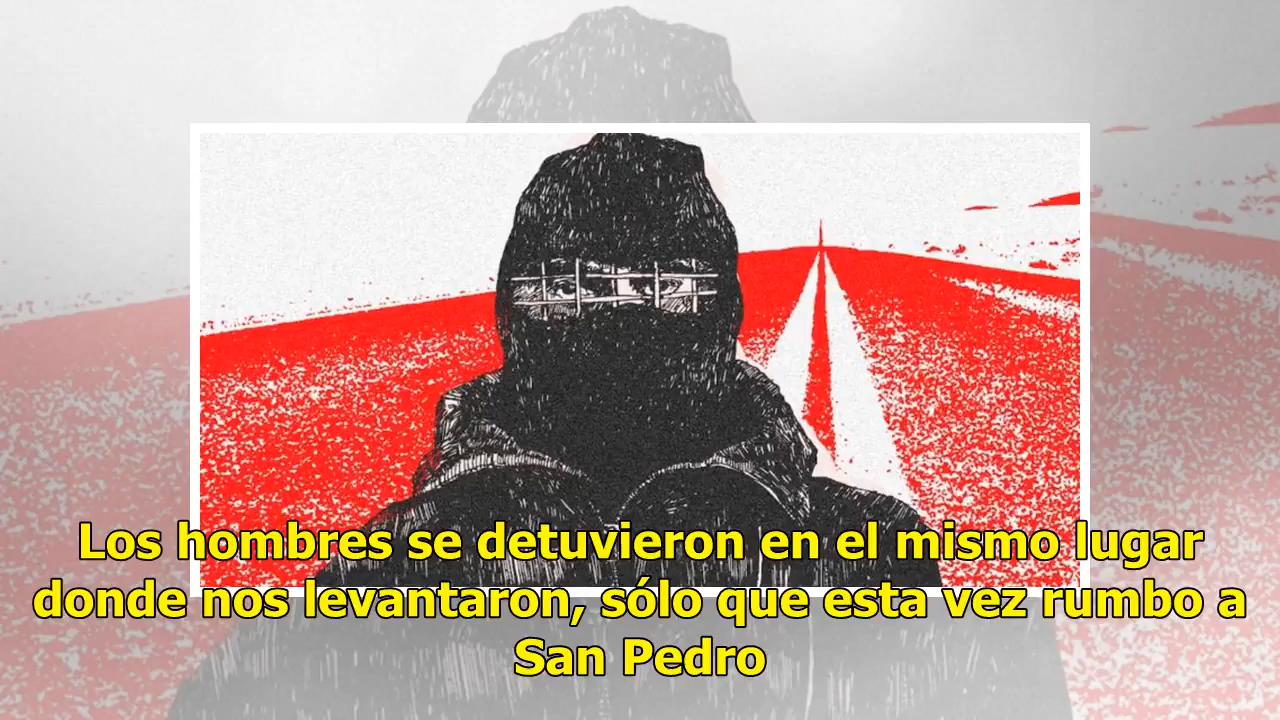 Los hombres se detuvieron en el mismo lugar
donde nos levantaron, sólo que esta vez rumbo a
San Pedro